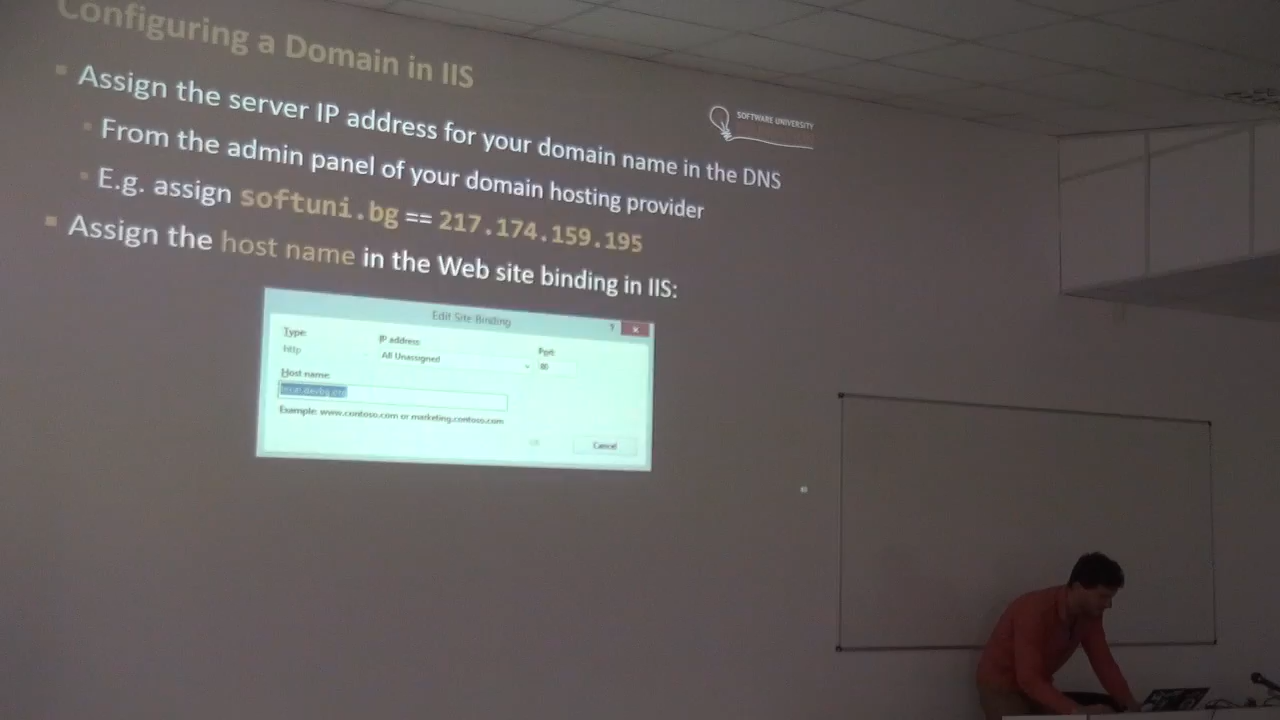 Configuring a Domain in IIS
Assign the server IP address for your domain name in the DNS
SOFTWARE UNIVERSITY
From the admin panel of your domain hosting provider
E.g. assign softuni.bg == 217.174.159.195
Assign the host name in the Web site binding in IIS:
Edit Site Binding
?
Type:
IP address
Port:
http
All Unassigned
80
Host name:
Example: www.contoso.com or marketing.contoso.com
Cancel